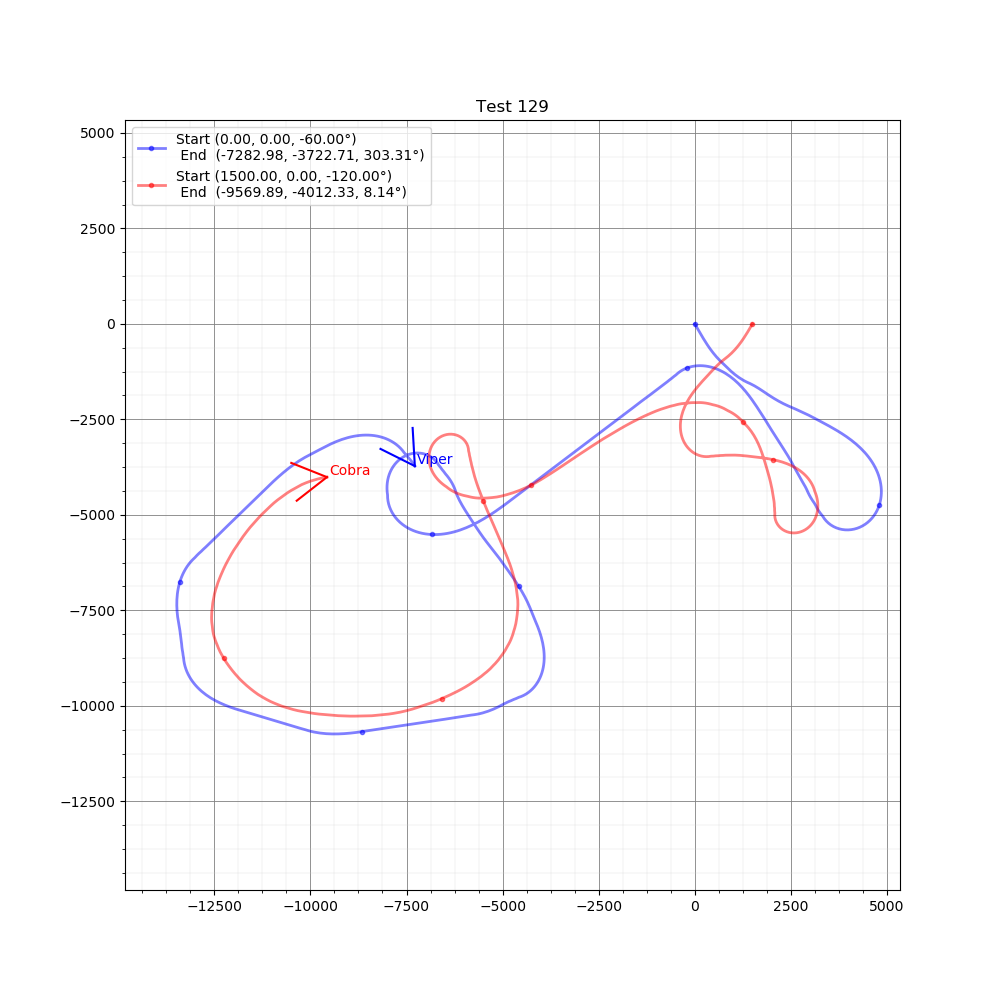 Test 129
Start (0.00, 0.00, -60.00°)
End (-7282.98, -3722.71, 303.31°)
Start (1500.00, 0.00, -120.00°)
End (-9569.89, -4012.33, 8.14°)
5000
2500
0
−2500
−5000
−7500
−10000
−12500
Viper
Cobra
−12500 −10000 −7500 −5000 −2500 0 2500 5000